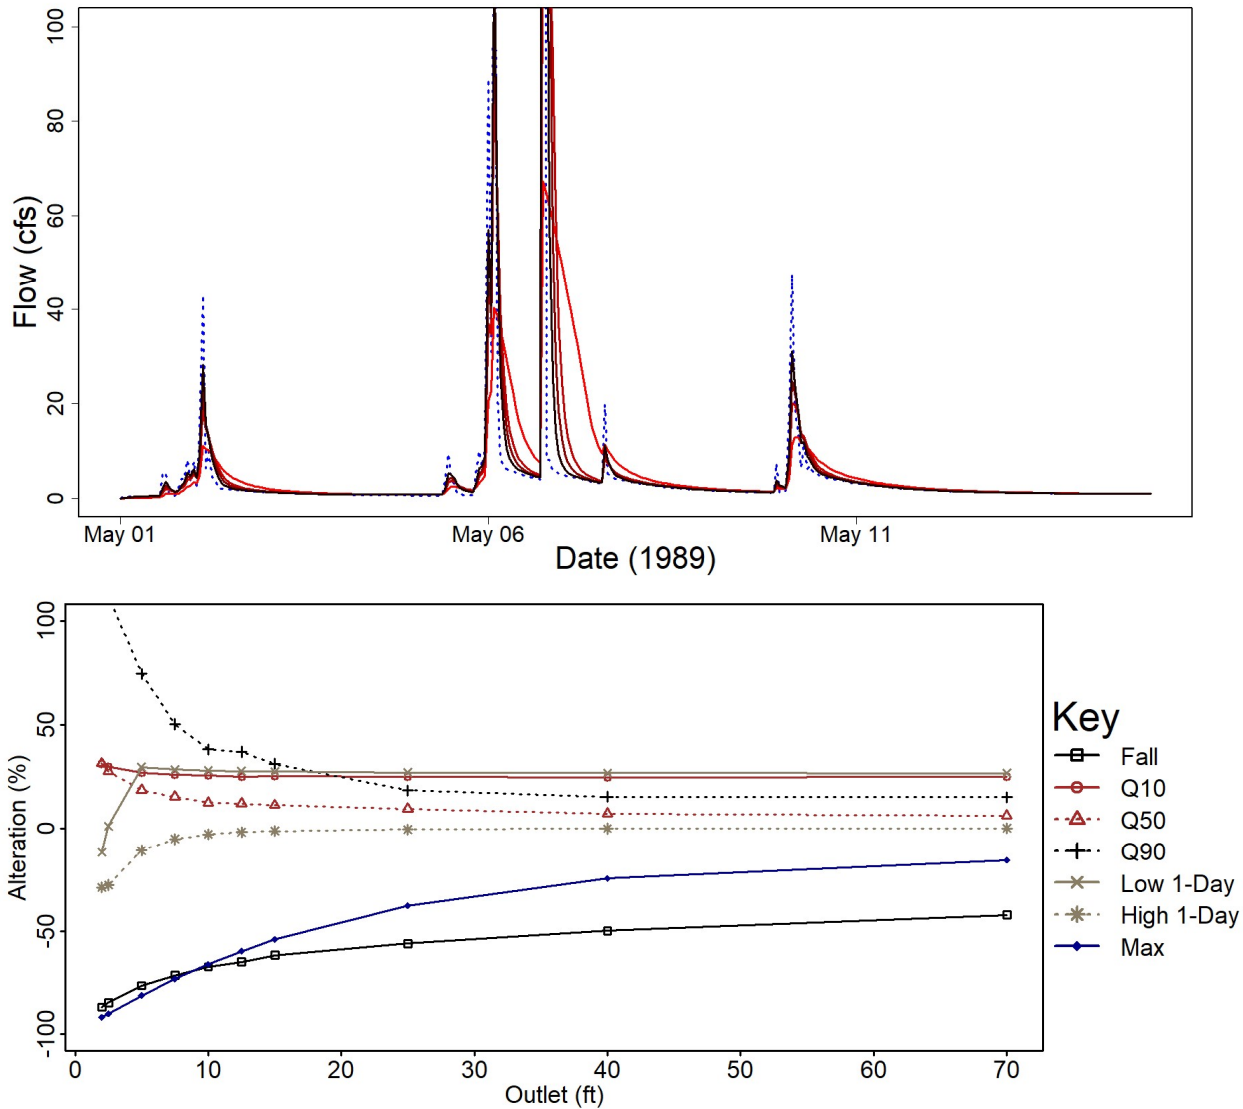 100
80
60
40
20
0
Flow (cfs)
May 01
May 06
May 11
Date (1989)
100
50
0
-50
-100
Alteration (%)
0
10
20
30
40
50
60
70
Outlet (ft)
Key
Fall
Q10
Q50
Q90
Low 1-Day
High 1-Day
Max